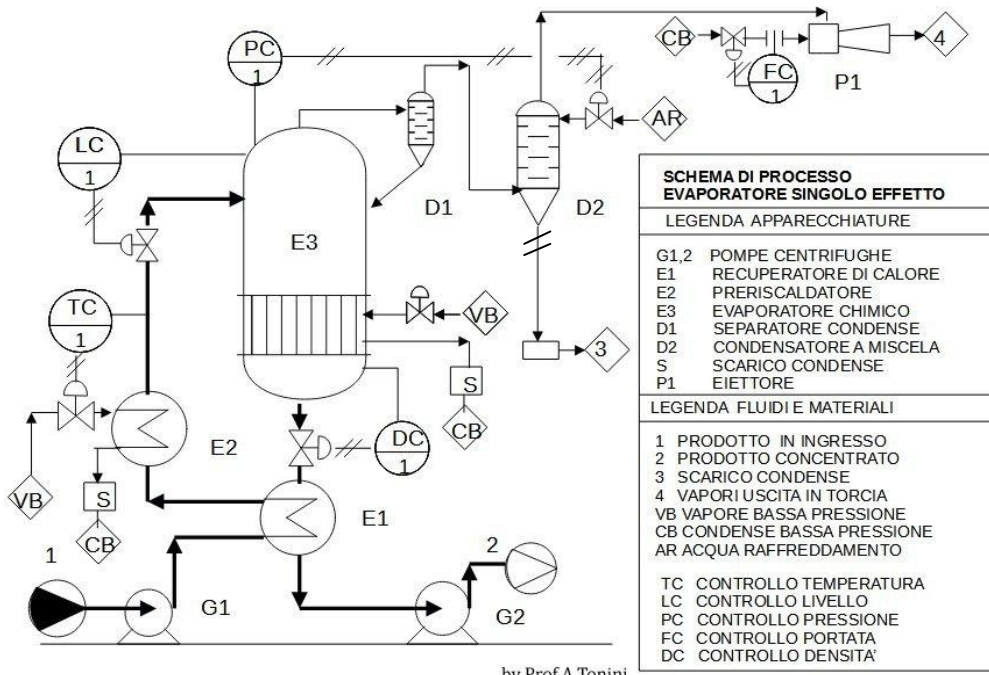 PC
1
CB
4
FC
1
P1
LC
1
AR
D1
D2
E3
TC
1
VB
3
S
E2
DC
1
CB
VB
S
CB
E1
1
2
G1
G2
by Prof A Tonini
SCHEMA DI PROCESSO
EVAPORATORE SINGOLO EFFETTO
LEGENDA APPARECCHIATURE
G1,2 POMPE CENTRIFUGHE
E1 RECUPERATORE DI CALORE
E2 PRERISCALDATORE
E3 EVAPORATORE CHIMICO
D1 SEPARATORE CONDENSE
D2 CONDENSATORE A MISCELA
S SCARICO CONDENSE
P1 EIETTORE
LEGENDA FLUIDI E MATERIALI
1 PRODOTTO IN INGRESSO
2 PRODOTTO CONCENTRATO
3 SCARICO CONDENSE
4 VAPORI USCITA IN TORCIA
VB VAPORE BASSA PRESSIONE
CB CONDENSE BASSA PRESSIONE
AR ACQUA RAFFREDDAMENTO
TC CONTROLLO TEMPERATURA
LC CONTROLLO LIVELLO
PC CONTROLLO PRESSIONE
FC CONTROLLO PORTATA
DC CONTROLLO DENSITA'